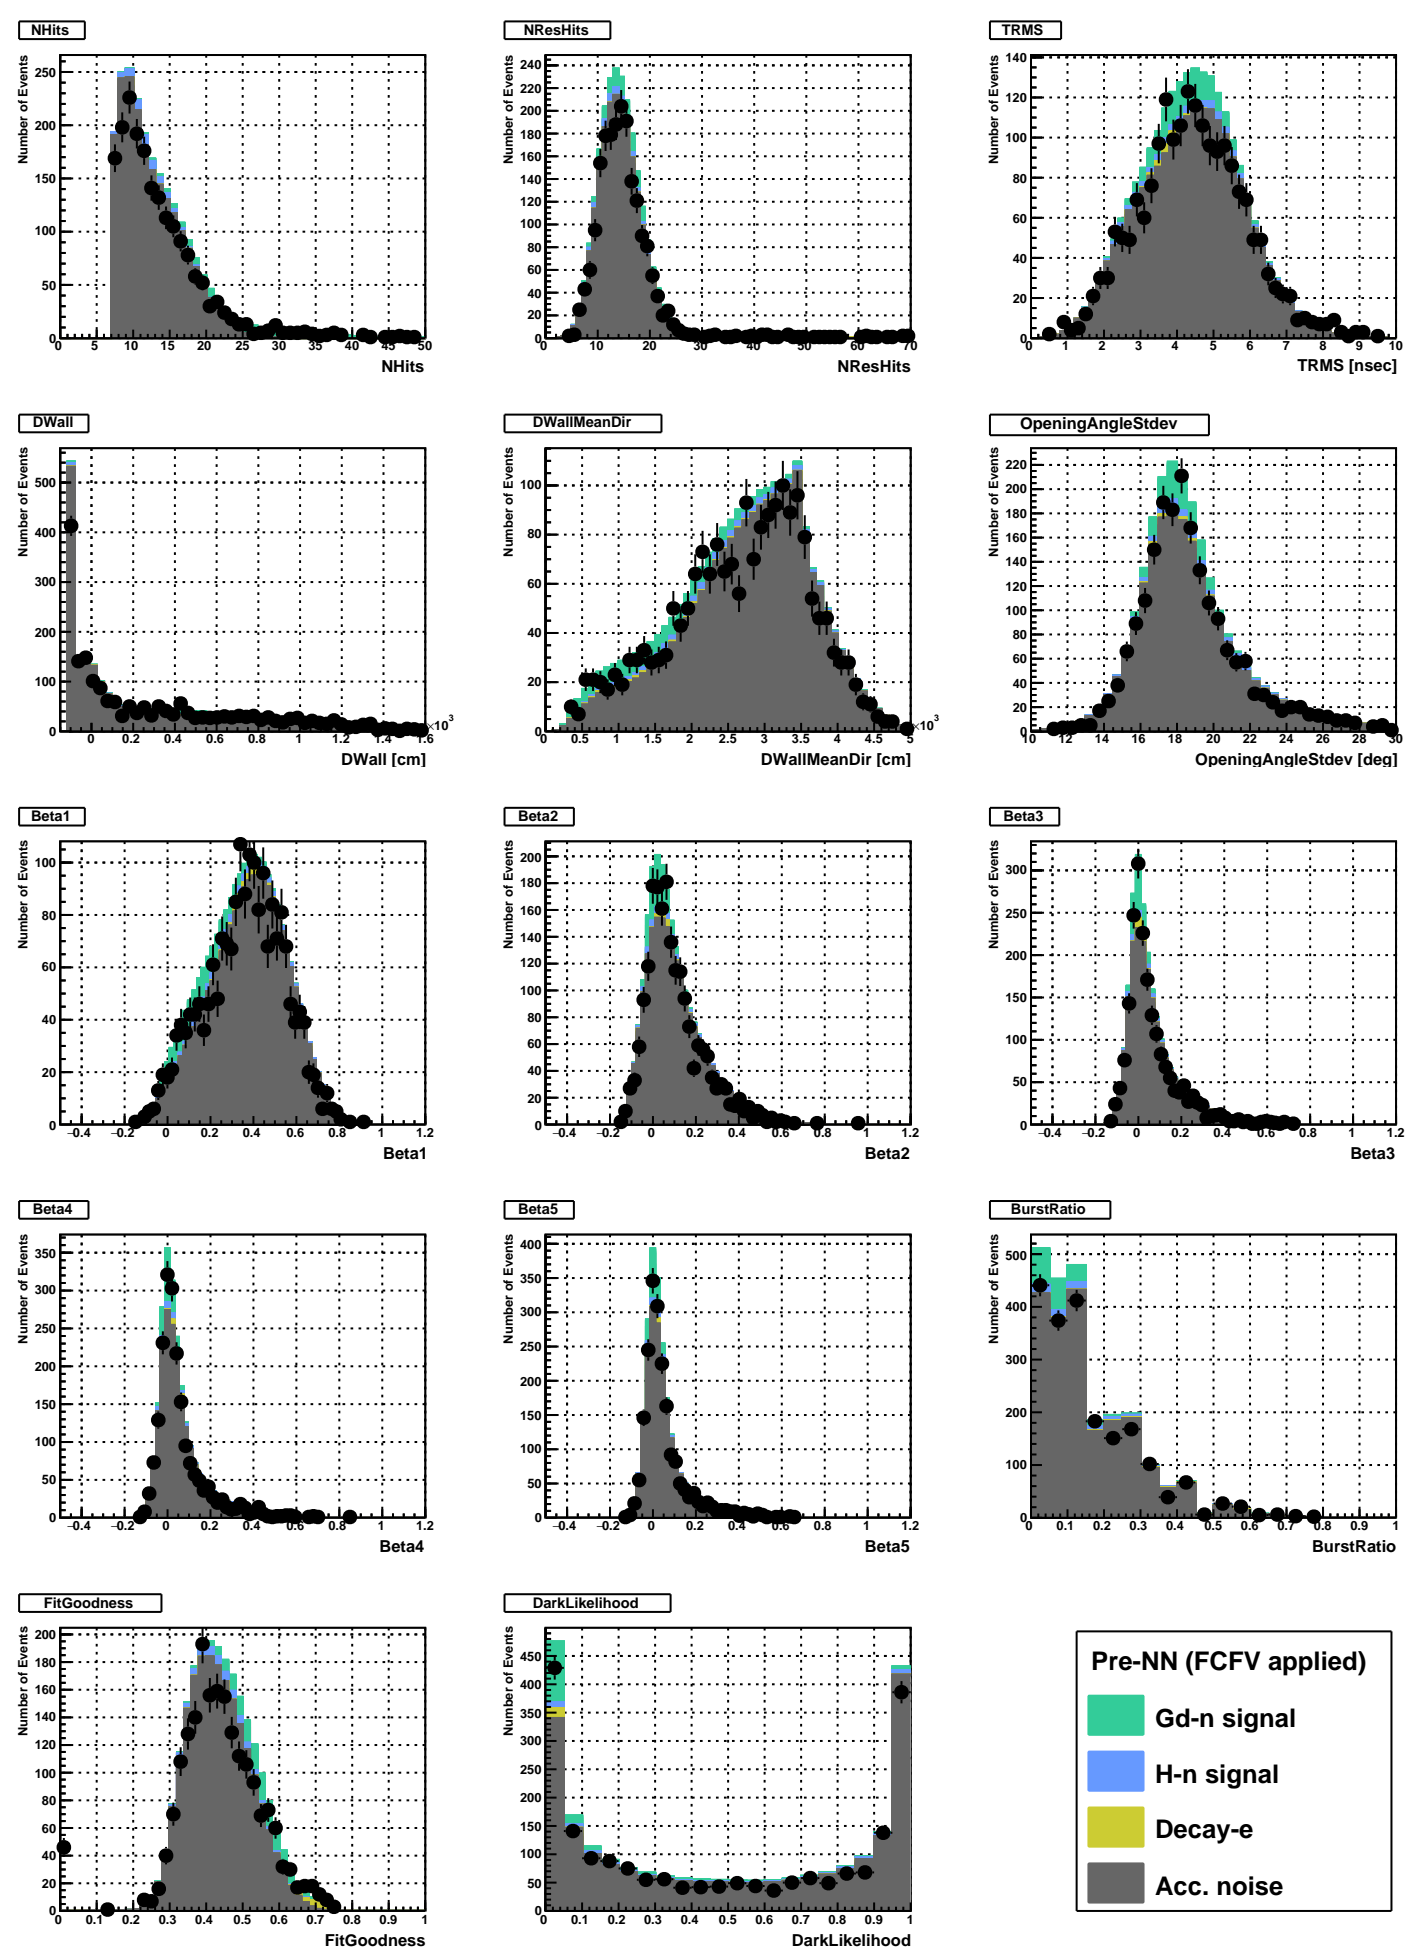 NHits
Number of Events
250
200
150
100
50
0
0 5 10 15 20 25 30 35 40 45 50
NHits
NResHits
Number of Events
240
220
200
180
160
140
120
100
80
60
40
20
0
0 10 20 30 40 50 60 70
NResHits
TRMS
Number of Events
140
120
100
80
60
40
20
0
0 1 2 3 4 5 6 7 8 9 10
TRMS [nsec]
DWall
Number of Events
500
400
300
200
100
0
0 0.2 0.4 0.6 0.8 1 1.2 1.4 1.6
×10³
DWall [cm]
DWallMeanDir
Number of Events
100
80
60
40
20
0
0 0.5 1 1.5 2 2.5 3 3.5 4 4.5 5
×10³
DWallMeanDir [cm]
OpeningAngleStdev
Number of Events
220
200
180
160
140
120
100
80
60
40
20
0
10 12 14 16 18 20 22 24 26 28 30
OpeningAngleStdev [deg]
Beta1
Number of Events
100
80
60
40
20
0
−0.4 −0.2 0 0.2 0.4 0.6 0.8 1 1.2
Beta1
Beta2
Number of Events
200
180
160
140
120
100
80
60
40
20
0
−0.4 −0.2 0 0.2 0.4 0.6 0.8 1 1.2
Beta2
Beta3
Number of Events
300
250
200
150
100
50
0
−0.4 −0.2 0 0.2 0.4 0.6 0.8 1 1.2
Beta3
Beta4
Number of Events
350
300
250
200
150
100
50
0
−0.4 −0.2 0 0.2 0.4 0.6 0.8 1 1.2
Beta4
Beta5
Number of Events
400
350
300
250
200
150
100
50
0
−0.4 −0.2 0 0.2 0.4 0.6 0.8 1 1.2
Beta5
BurstRatio
Number of Events
500
400
300
200
100
0
0 0.1 0.2 0.3 0.4 0.5 0.6 0.7 0.8 0.9 1
BurstRatio
FitGoodness
Number of Events
200
180
160
140
120
100
80
60
40
20
0
0 0.1 0.2 0.3 0.4 0.5 0.6 0.7 0.8 0.9 1
FitGoodness
DarkLikelihood
Number of Events
450
400
350
300
250
200
150
100
50
0
0 0.1 0.2 0.3 0.4 0.5 0.6 0.7 0.8 0.9 1
DarkLikelihood
Pre-NN (FCFV applied)
Gd-n signal
H-n signal
Decay-e
Acc. noise